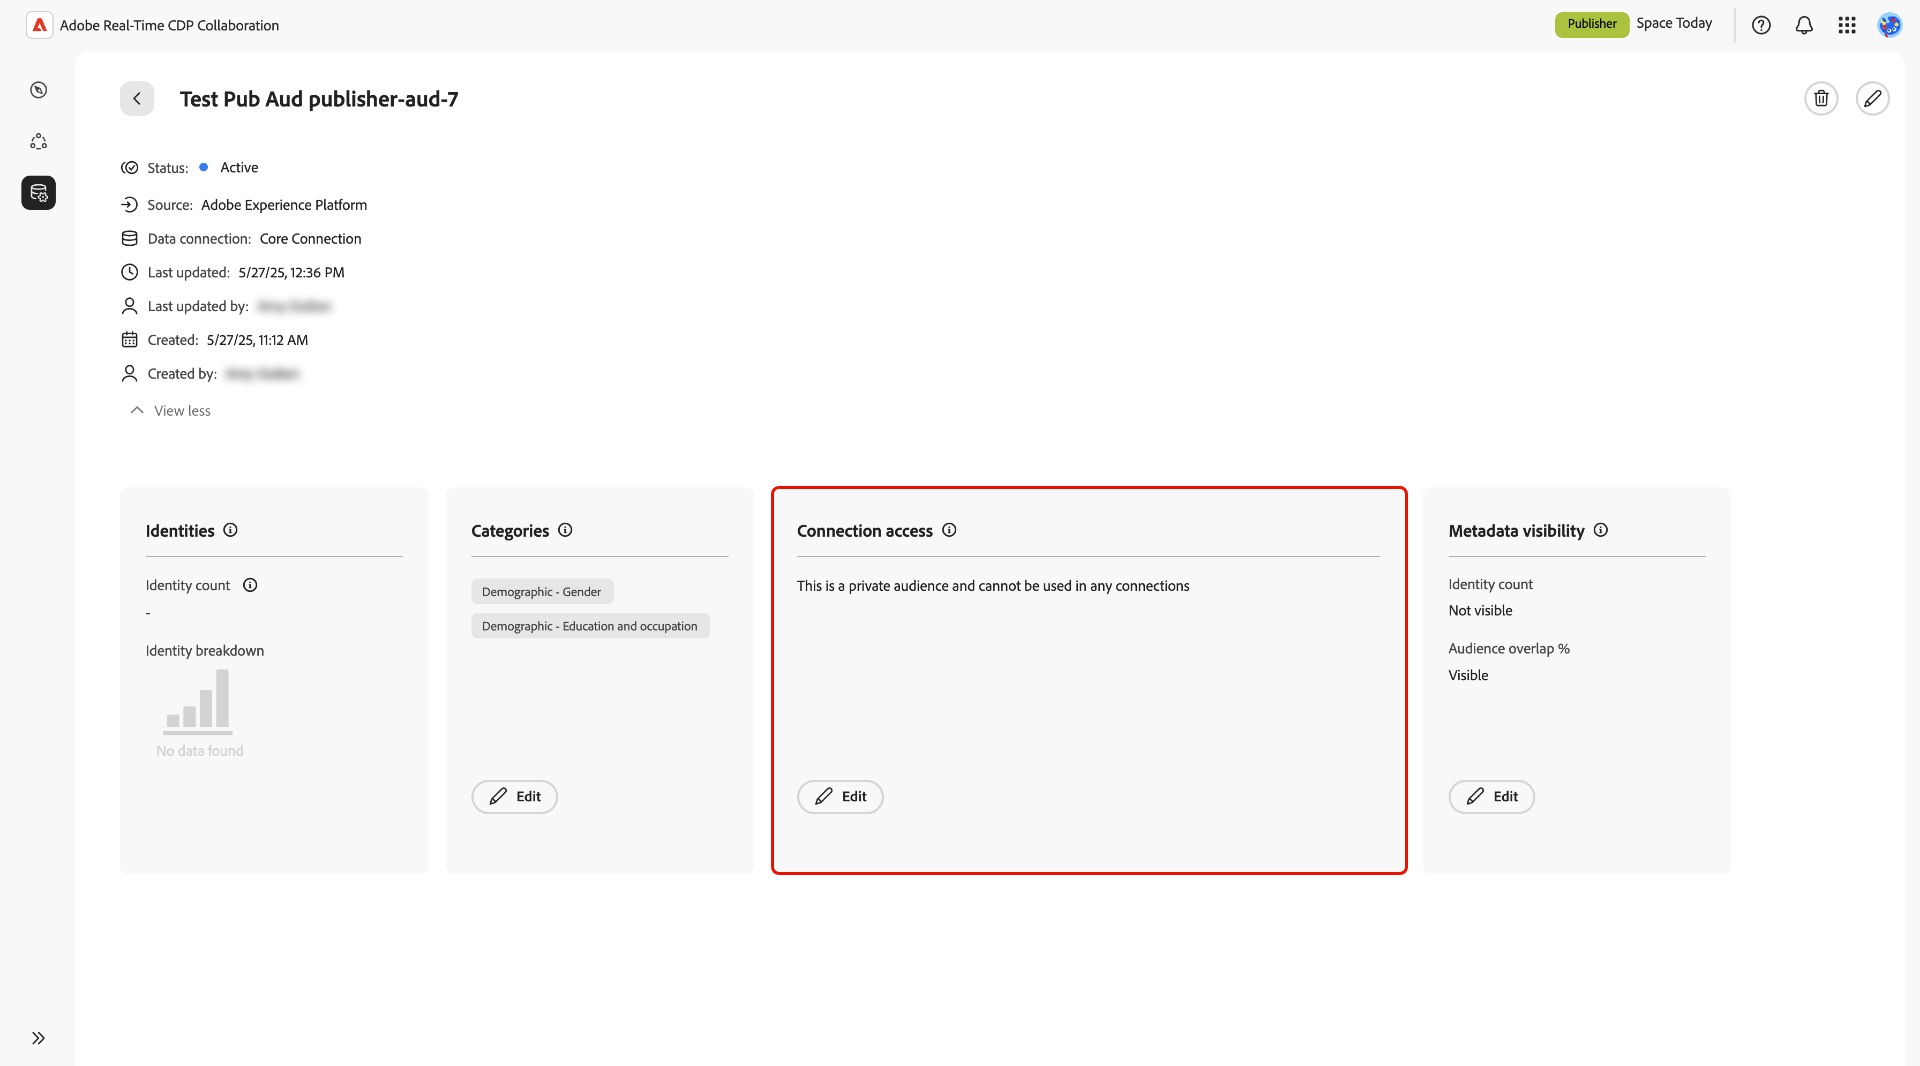 Adobe Real-Time CDP Collaboration
Publisher
Space Today
Test Pub Aud publisher-aud-7
Status: Active
Source: Adobe Experience Platform
Data connection: Core Connection
Last updated: 5/27/25, 12:36 PM
Last updated by:
Created: 5/27/25, 11:12 AM
Created by:
View less
Identities
Identity count
-
Identity breakdown
No data found
Categories
Demographic - Gender
Demographic - Education and occupation
Edit
Connection access
This is a private audience and cannot be used in any connections
Edit
Metadata visibility
Identity count
Not visible
Audience overlap %
Visible
Edit